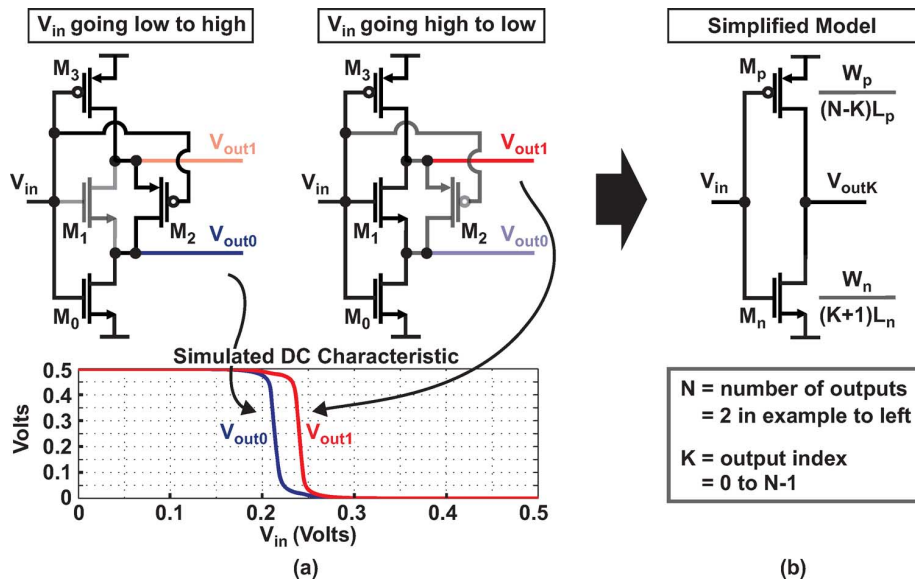 V_in going low to high
V_in going high to low
Simplified Model
M_3
V_out1
V_in
M_1
M_2
V_out0
M_0
M_3
V_out1
V_in
M_1
M_2
V_out0
M_0
M_p
W_p
(N-K)L_p
V_in
V_outK
M_n
W_n
(K+1)L_n
Simulated DC Characteristic
Volts
0.5
0.4
0.3
0.2
0.1
0
V_out0
V_out1
0 0.1 0.2 0.3 0.4 0.5
V_in (Volts)
N = number of outputs
= 2 in example to left
K = output index
= 0 to N-1
(a)
(b)